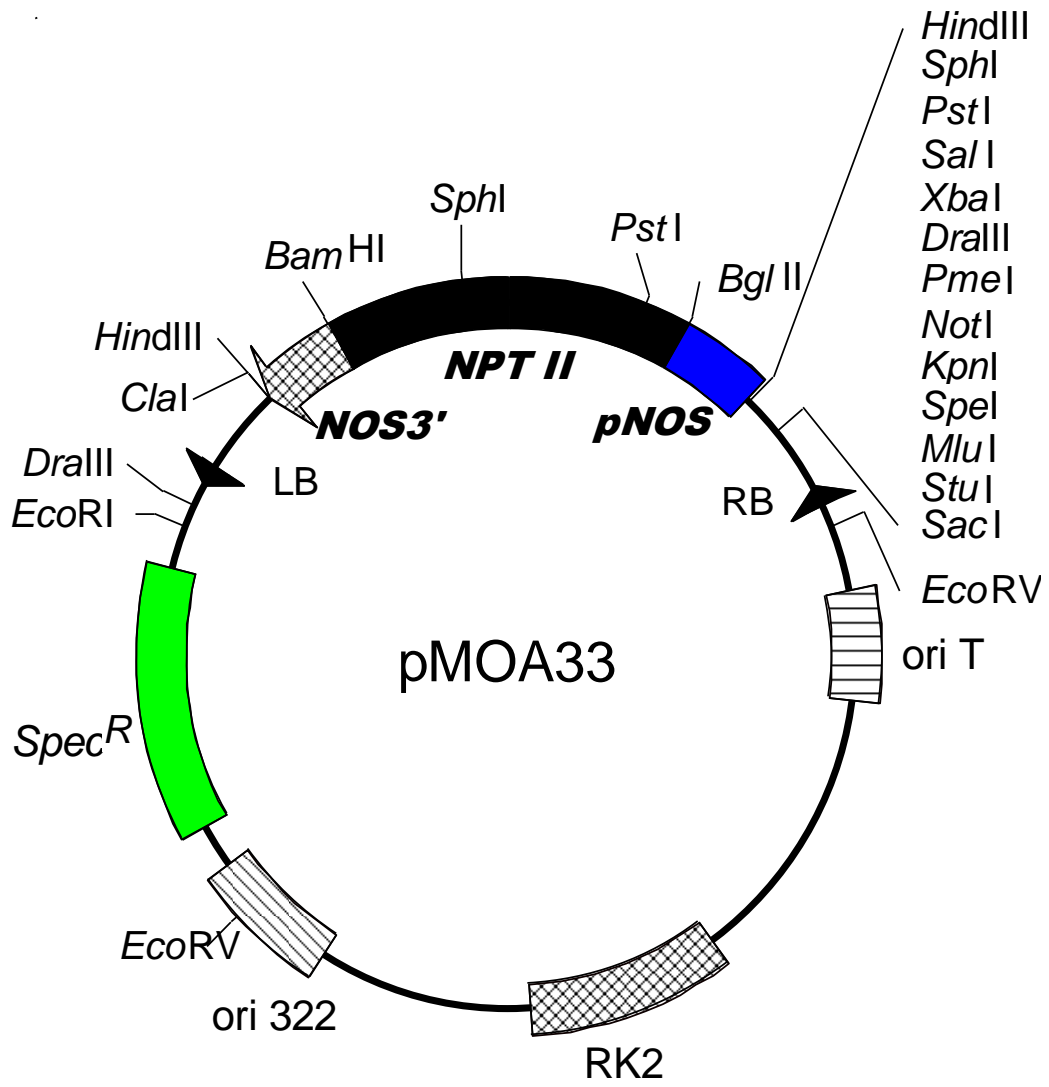 HindIII
SphI
PstI
SalI
XbaI
DraIII
PmeI
NotI
KpnI
SpeI
MluI
StuI
SacI
EcoRV
SphI
PstI
BamHI
BglII
HindIII
ClaI
NPT II
NOS3'
pNOS
DraIII
EcoRI
LB
RB
pMOA33
ori T
SpecR
EcoRV
ori 322
RK2